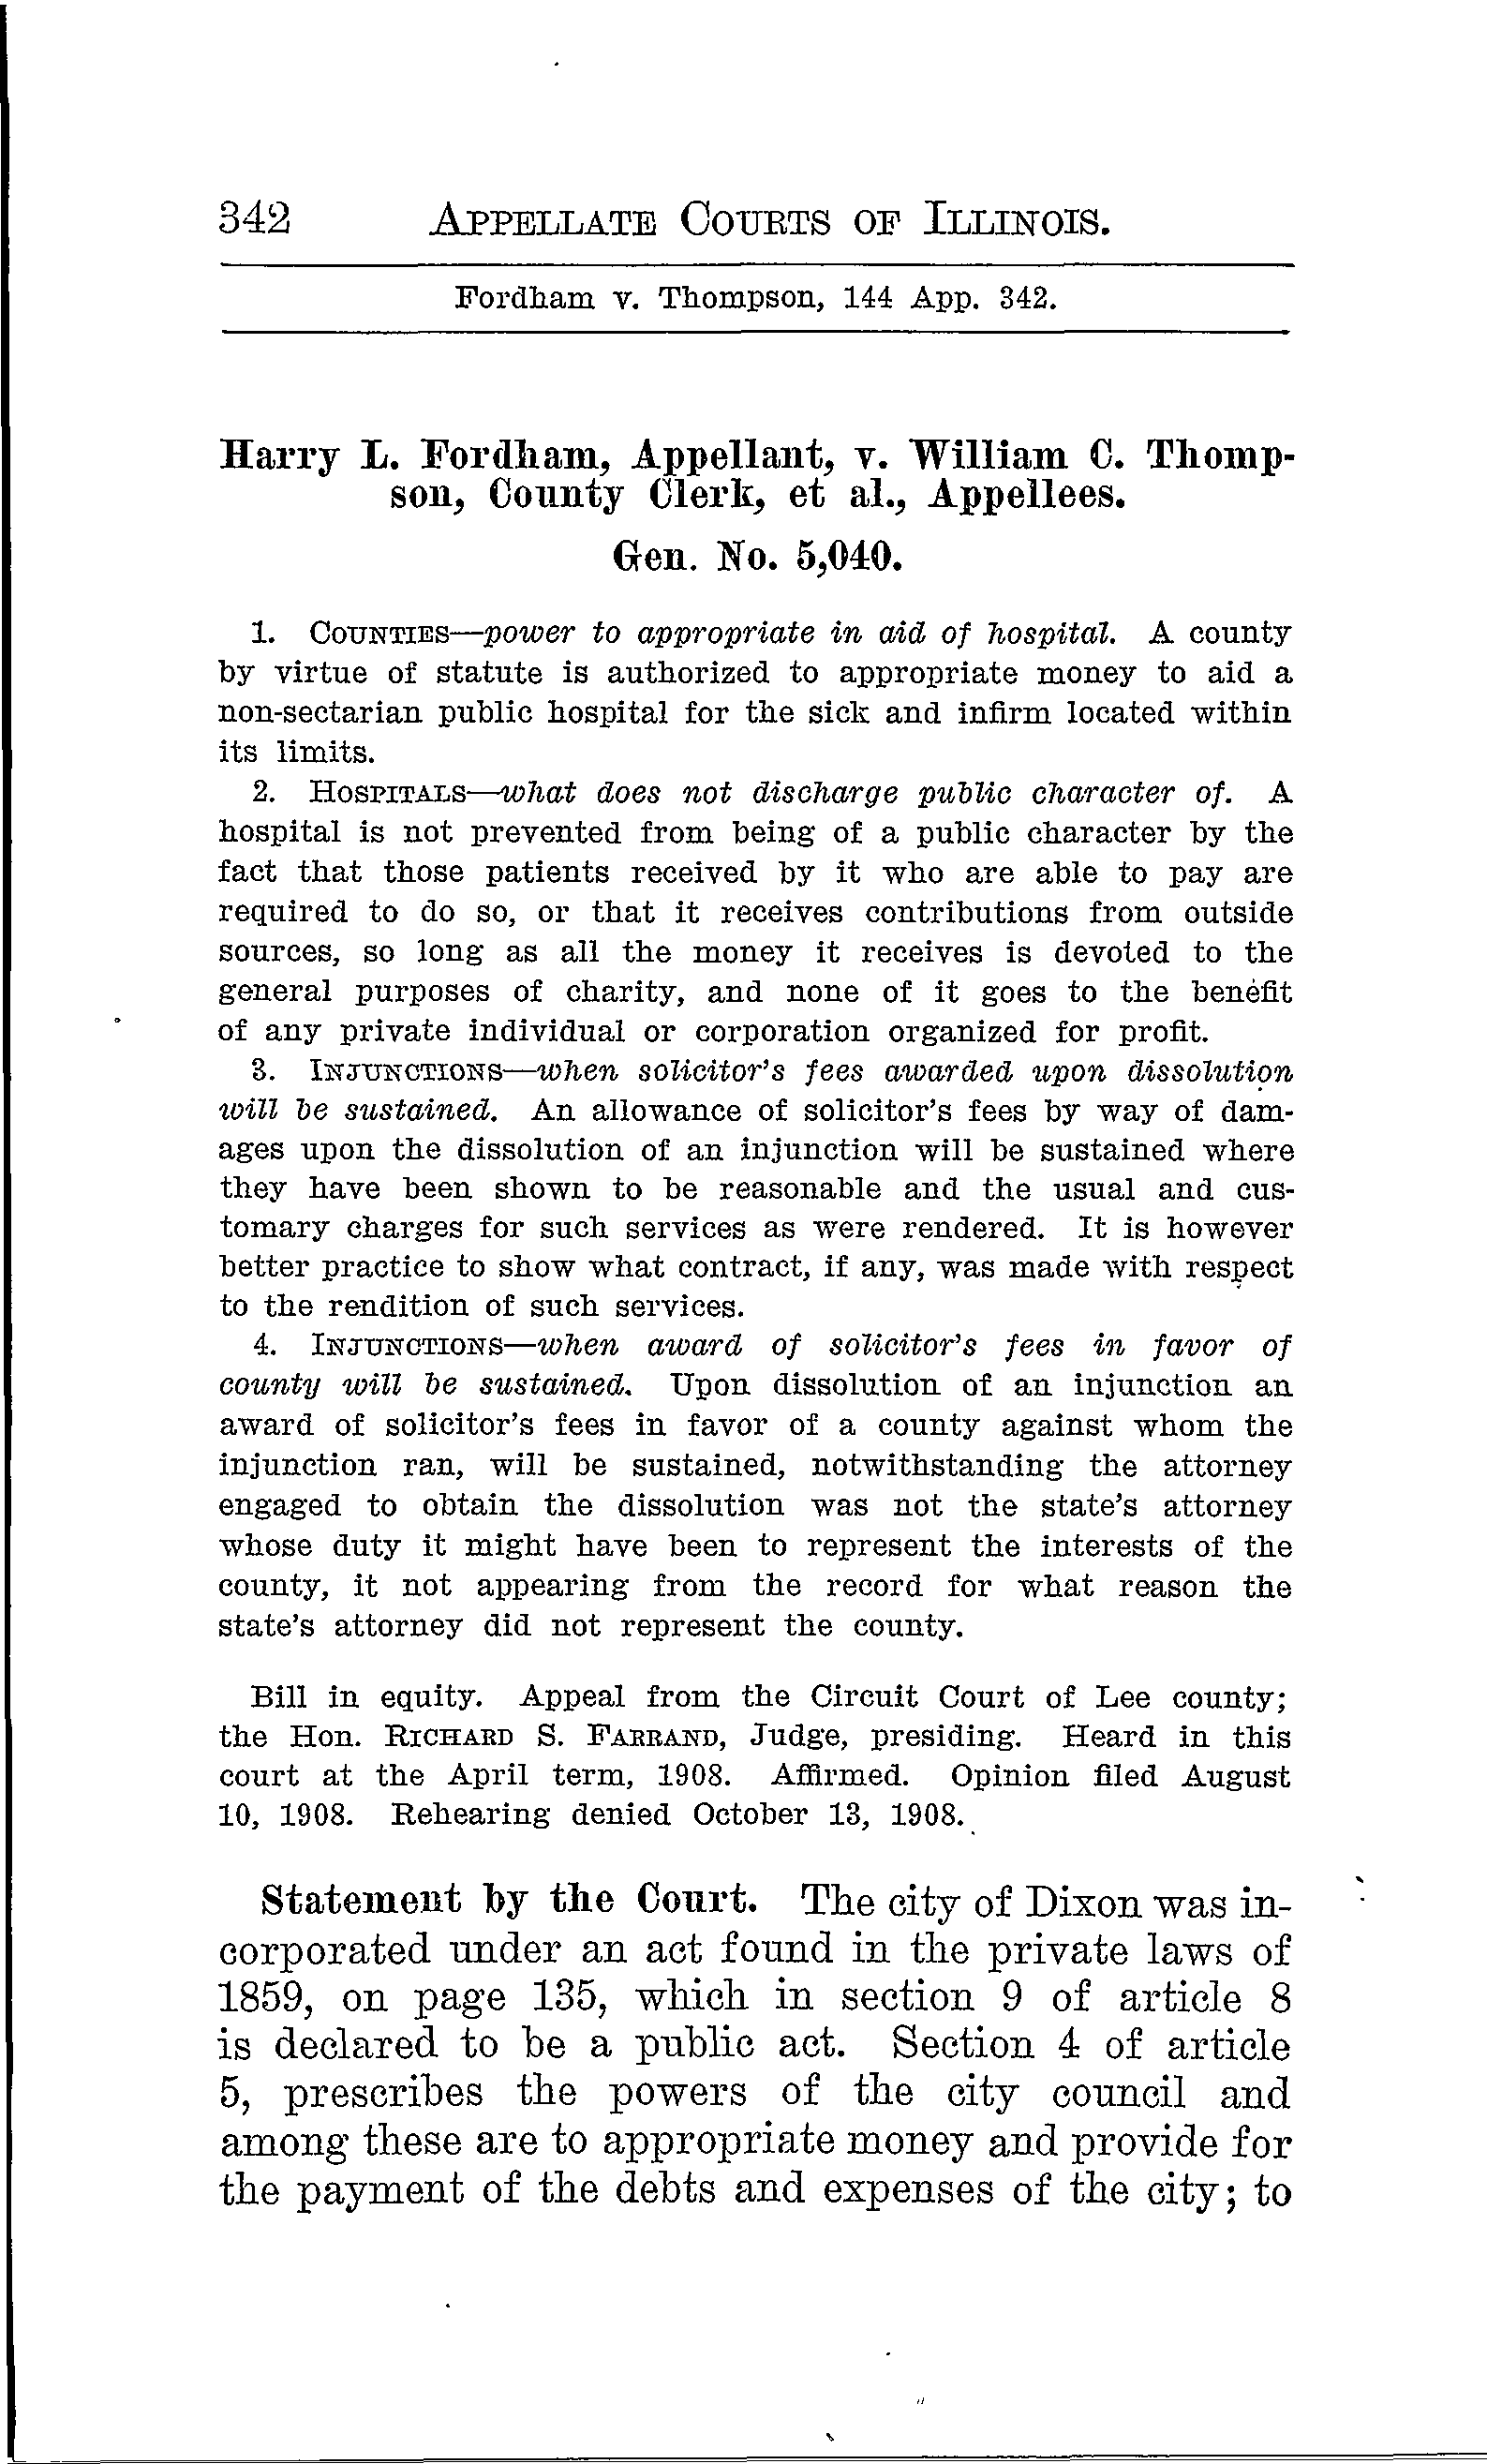 342 APPELLATE COURTS OF ILLINOIS.
Fordham v. Thompson, 144 App. 342.
Harry L. Fordham, Appellant, v. William C. Thomp-
son, County Clerk, et al., Appellees.
Gen. No. 5,040.
1. COUNTIES—power to appropriate in aid of hospital. A county
by virtue of statute is authorized to appropriate money to aid a
non-sectarian public hospital for the sick and infirm located within
its limits.
2. HOSPITALS—what does not discharge public character of. A
hospital is not prevented from being of a public character by the
fact that those patients received by it who are able to pay are
required to do so, or that it receives contributions from outside
sources, so long as all the money it receives is devoted to the
general purposes of charity, and none of it goes to the benefit
of any private individual or corporation organized for profit.
3. INJUNCTIONS—when solicitor's fees awarded upon dissolution
will be sustained. An allowance of solicitor's fees by way of dam-
ages upon the dissolution of an injunction will be sustained where
they have been shown to be reasonable and the usual and cus-
tomary charges for such services as were rendered. It is however
better practice to show what contract, if any, was made with respect
to the rendition of such services.
4. INJUNCTIONS—when award of solicitor's fees in favor of
county will be sustained. Upon dissolution of an injunction an
award of solicitor's fees in favor of a county against whom the
injunction ran, will be sustained, notwithstanding the attorney
engaged to obtain the dissolution was not the state's attorney
whose duty it might have been to represent the interests of the
county, it not appearing from the record for what reason the
state's attorney did not represent the county.
Bill in equity. Appeal from the Circuit Court of Lee county;
the Hon. RICHARD S. FARRAND, Judge, presiding. Heard in this
court at the April term, 1908. Affirmed. Opinion filed August
10, 1908. Rehearing denied October 13, 1908.
Statement by the Court. The city of Dixon was in-
corporated under an act found in the private laws of
1859, on page 135, which in section 9 of article 8
is declared to be a public act. Section 4 of article
5, prescribes the powers of the city council and
among these are to appropriate money and provide for
the payment of the debts and expenses of the city; to